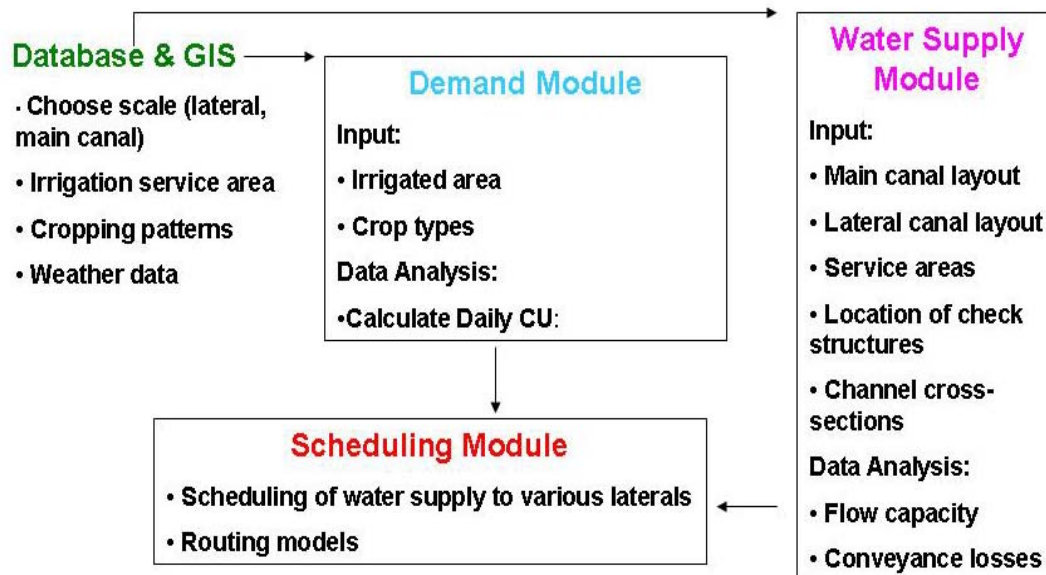 Database & GIS
· Choose scale (lateral,
main canal)
• Irrigation service area
• Cropping patterns
• Weather data
Demand Module
Input:
• Irrigated area
• Crop types
Data Analysis:
•Calculate Daily CU:
Water Supply
Module
Input:
• Main canal layout
• Lateral canal layout
• Service areas
• Location of check
structures
• Channel cross-
sections
Data Analysis:
• Flow capacity
• Conveyance losses
Scheduling Module
• Scheduling of water supply to various laterals
• Routing models